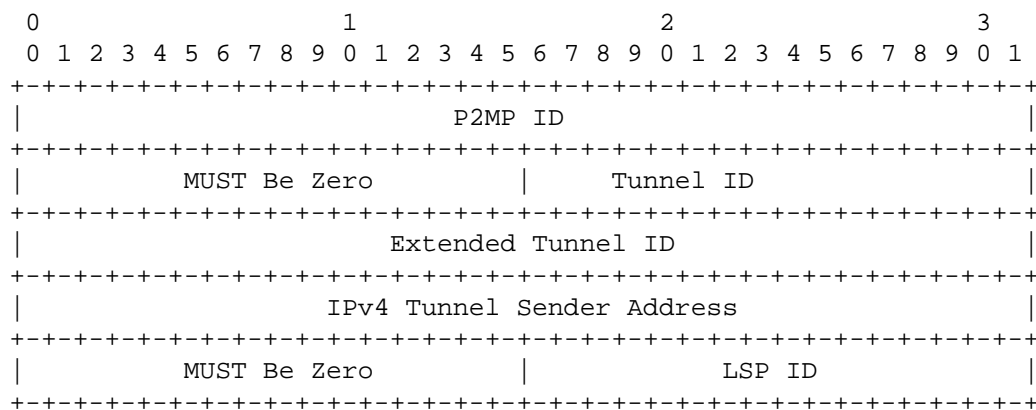 0                   1                   2                   3
 0 1 2 3 4 5 6 7 8 9 0 1 2 3 4 5 6 7 8 9 0 1 2 3 4 5 6 7 8 9 0 1
+-+-+-+-+-+-+-+-+-+-+-+-+-+-+-+-+-+-+-+-+-+-+-+-+-+-+-+-+-+-+-+-+
|                           P2MP ID                             |
+-+-+-+-+-+-+-+-+-+-+-+-+-+-+-+-+-+-+-+-+-+-+-+-+-+-+-+-+-+-+-+-+
|          MUST Be Zero         |     Tunnel ID                 |
+-+-+-+-+-+-+-+-+-+-+-+-+-+-+-+-+-+-+-+-+-+-+-+-+-+-+-+-+-+-+-+-+
|                       Extended Tunnel ID                      |
+-+-+-+-+-+-+-+-+-+-+-+-+-+-+-+-+-+-+-+-+-+-+-+-+-+-+-+-+-+-+-+-+
|                   IPv4 Tunnel Sender Address                  |
+-+-+-+-+-+-+-+-+-+-+-+-+-+-+-+-+-+-+-+-+-+-+-+-+-+-+-+-+-+-+-+-+
|          MUST Be Zero         |            LSP ID             |
+-+-+-+-+-+-+-+-+-+-+-+-+-+-+-+-+-+-+-+-+-+-+-+-+-+-+-+-+-+-+-+-+